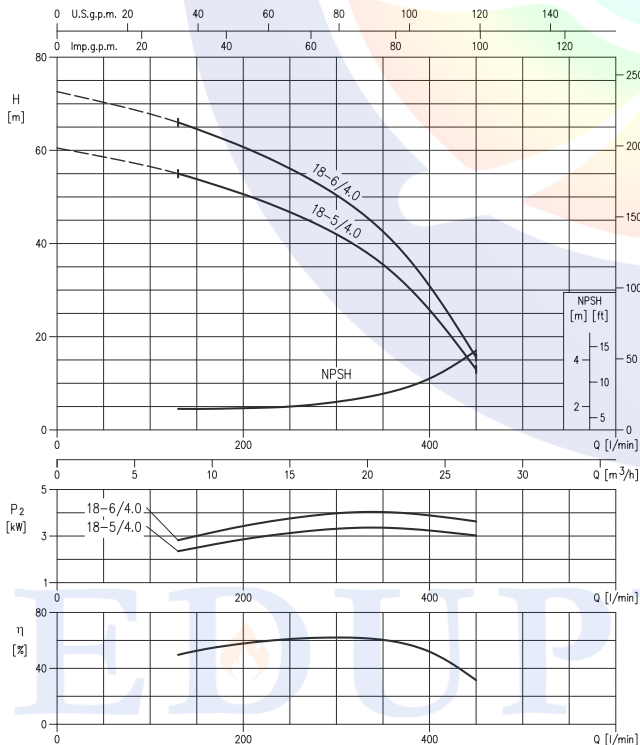 0 U.S.g.p.m. 20 40 60 80 100 120 140
0 Imp.g.p.m. 20 40 60 80 100 120
80
H
[m]
60
40
20
0
250
200
150
100
50
0
18-6/4.0
18-5/4.0
NPSH
NPSH
[m] [ft]
15
4
10
2
5
0 200 400 Q [l/min]
0 5 10 15 20 25 30 Q [m³/h]
5
P2
[kW]
3
1
18-6/4.0
18-5/4.0
0 200 400 Q [l/min]
80
η
[%]
40
0
0 200 400 Q [l/min]
EDUP